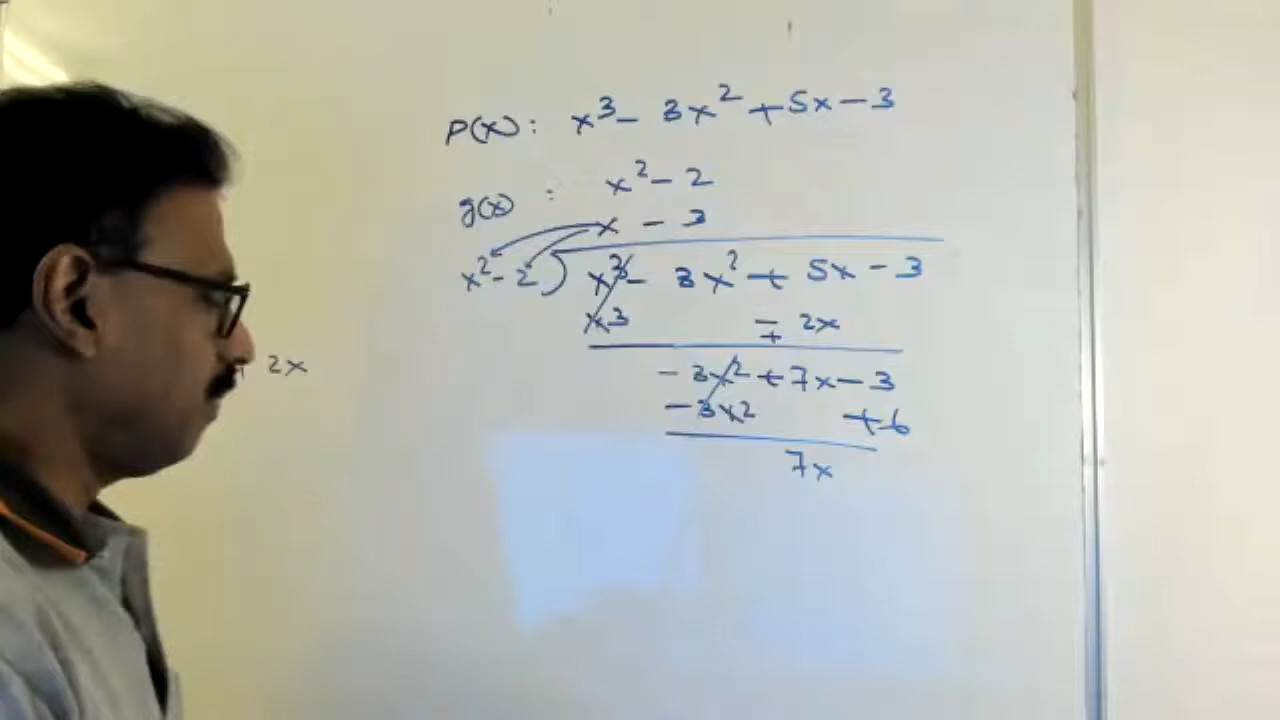 P(x) : x³ - 3x² + 5x - 3
g(x) : x² - 2
x - 3
x² - 2 ) x³ - 3x² + 5x - 3
x3 - 2x
+
- 3x² + 7x - 3
2x
- 3x2 + 6
7x